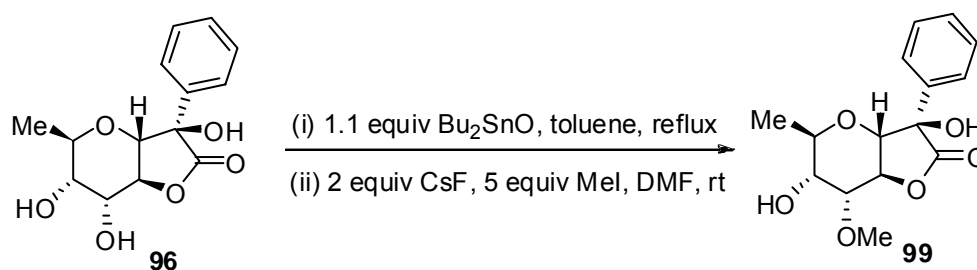 Me
H
O
OH
O
O
HO
OH
96
(i) 1.1 equiv Bu₂SnO, toluene, reflux
(ii) 2 equiv CsF, 5 equiv MeI, DMF, rt
Me
H
O
OH
O
O
HO
OMe
99